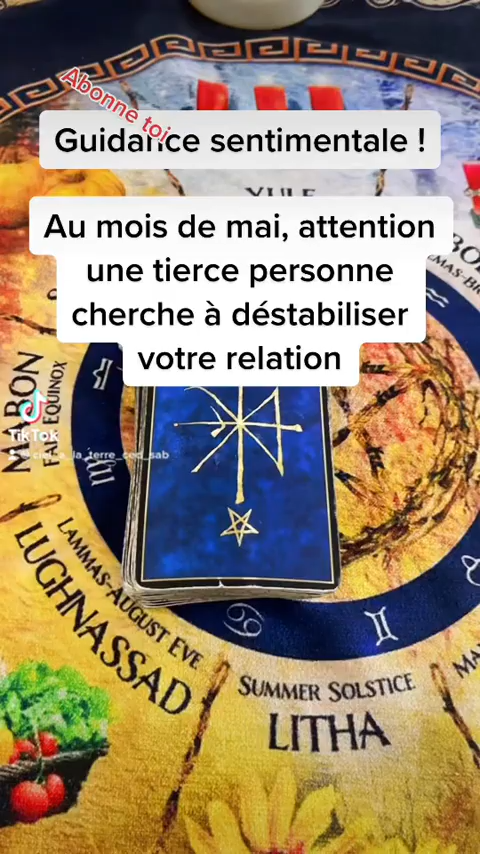 Abonne toi
Guidance sentimentale !
YULE
Au mois de mai, attention
une tierce personne
cherche à déstabiliser
votre relation
MABON
FALL EQUINOX
TikTok
LAMMAS-AUGUST EVE
LUGHNASSAD
SUMMER SOLSTICE
LITHA